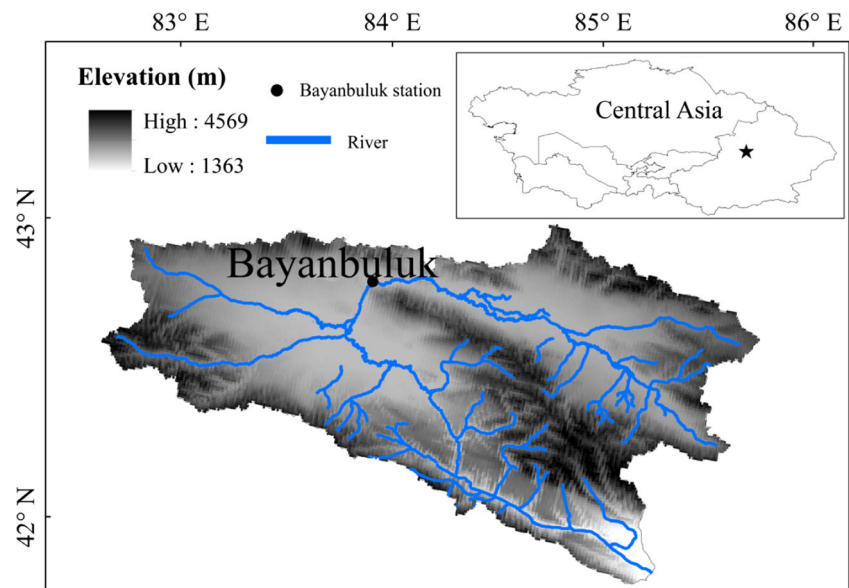 83° E
84° E
85° E
86° E
Elevation (m)
High : 4569
Low : 1363
Bayanbuluk station
River
Central Asia
43° N
Bayanbuluk
42° N